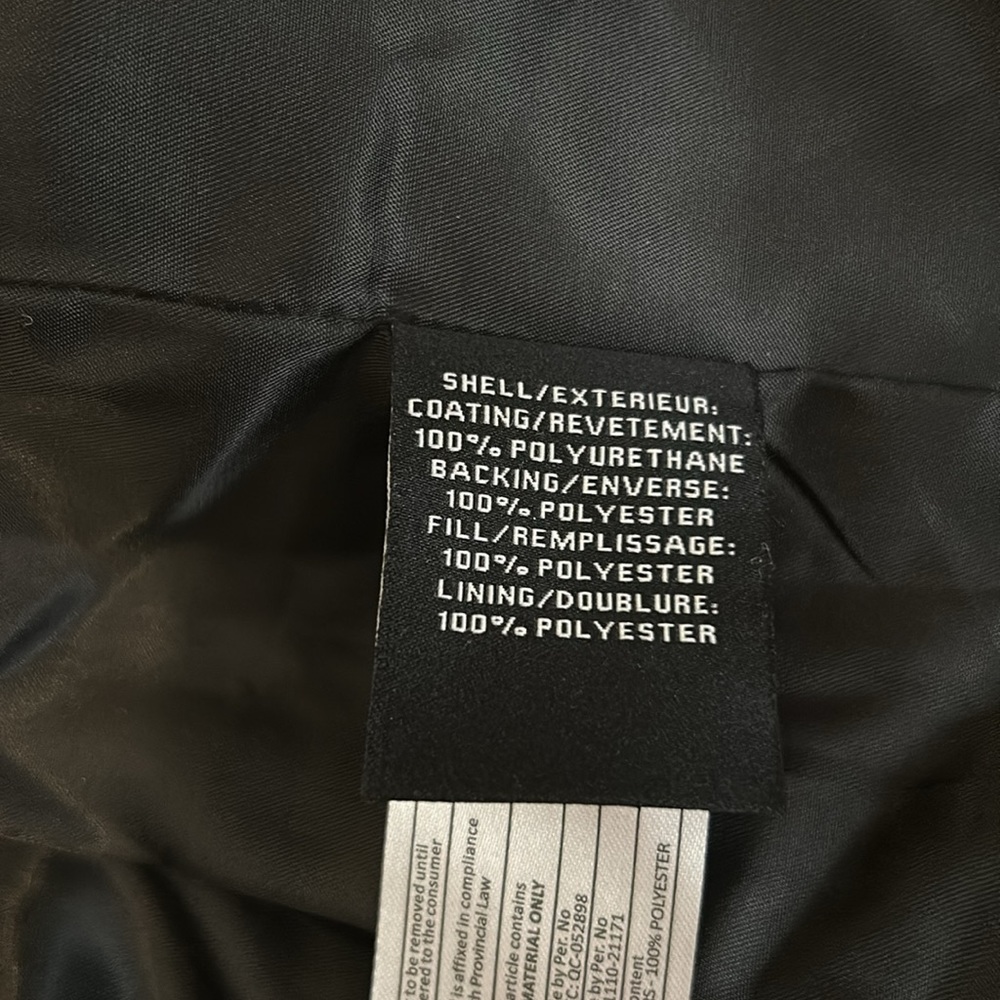 SHELL/EXTERIEUR:
COATING/REVETEMENT:
100% POLYURETHANE
BACKING/ENVERSE:
100% POLYESTER
FILL/REMPLISSAGE:
100% POLYESTER
LINING/DOUBLURE:
100% POLYESTER
to be removed until
ered to the consumer
is affixed in compliance
h Provincial Law
article contains
MATERIAL ONLY
e by Per. No
C: QC-052898
by Per. No
1110-21171
ontent
RS - 100% POLYESTER